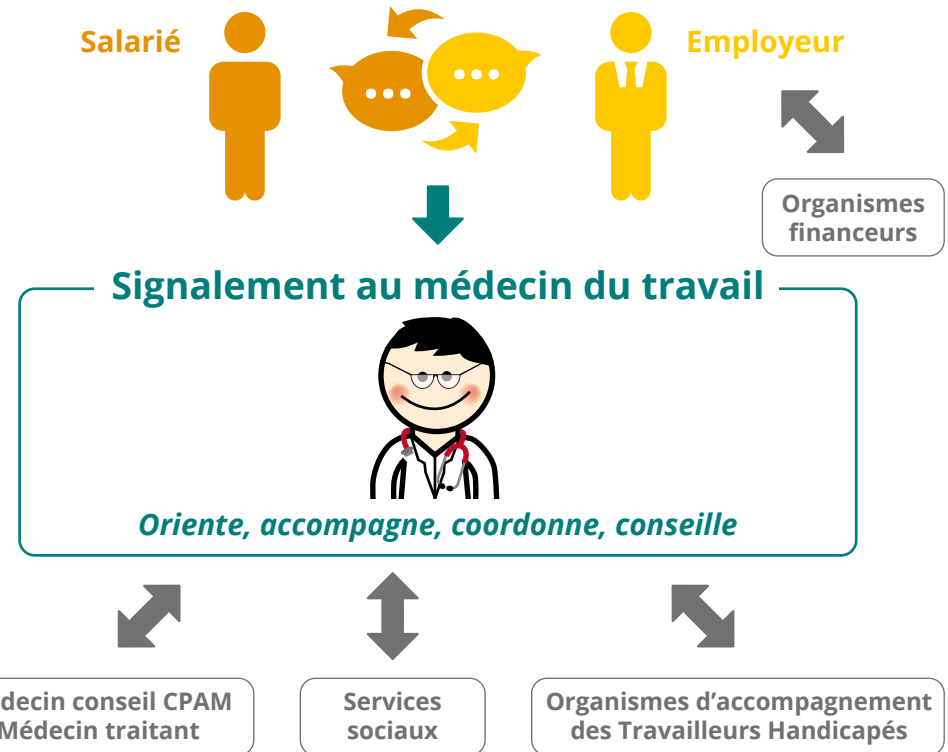 Salarié
Employeur
Organismes
financeurs
Signalement au médecin du travail
Oriente, accompagne, coordonne, conseille
decin conseil CPAM
Médecin traitant
Services
sociaux
Organismes d’accompagnement
des Travailleurs Handicapés